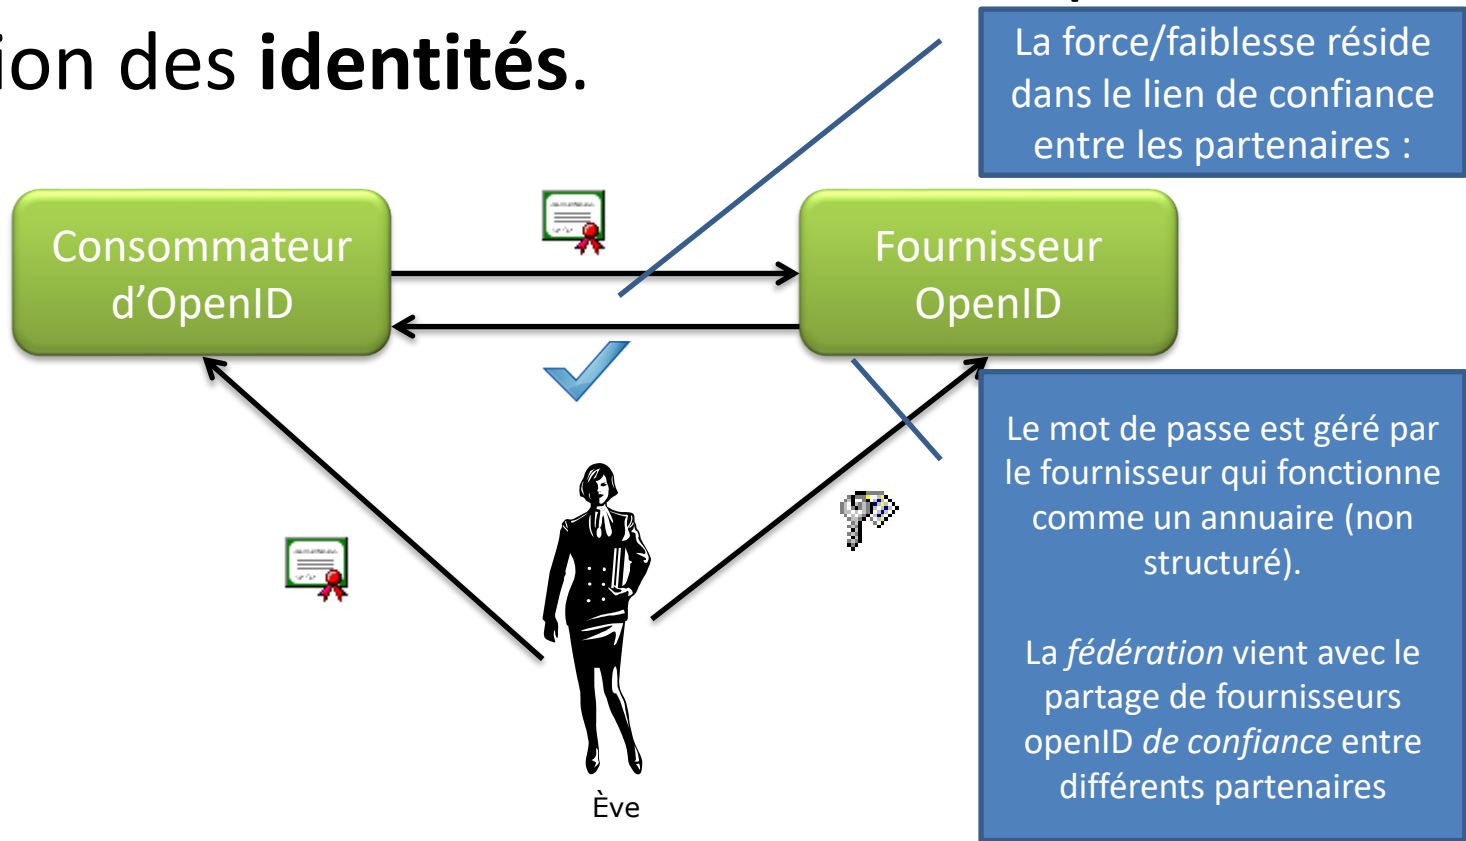 ion des identités.
La force/faiblesse réside
dans le lien de confiance
entre les partenaires :
Consommateur
d’OpenID
Fournisseur
OpenID
Le mot de passe est géré par
le fournisseur qui fonctionne
comme un annuaire (non
structuré).
La fédération vient avec le
partage de fournisseurs
openID de confiance entre
différents partenaires
Ève